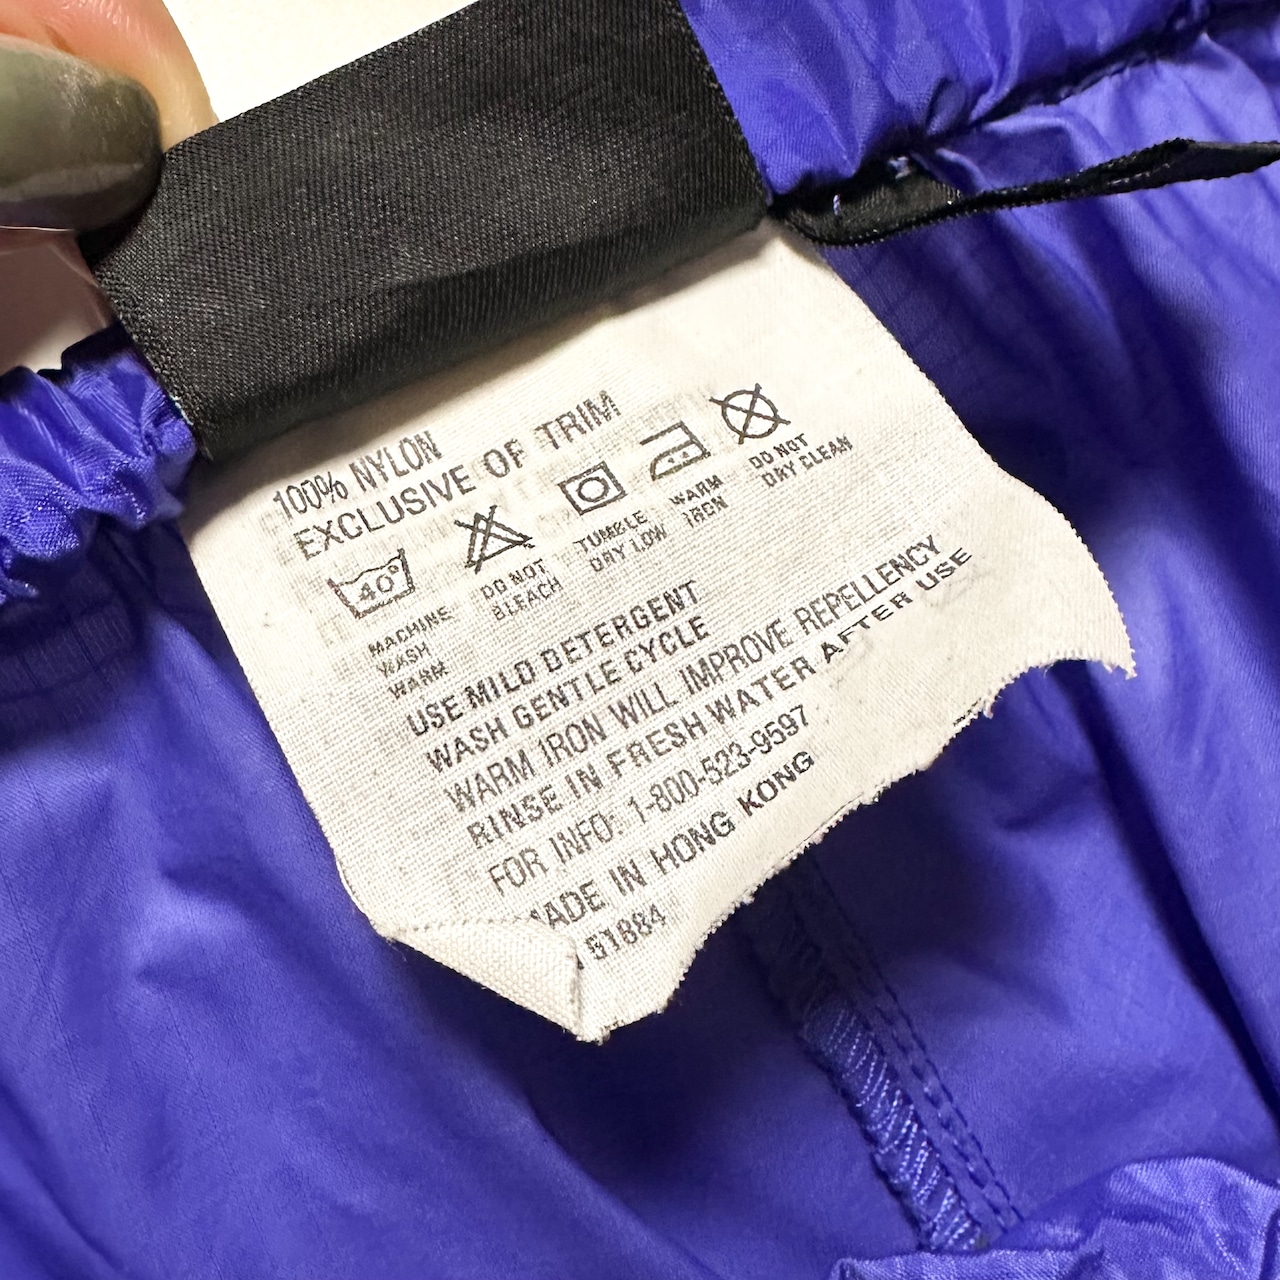 100% NYLON
EXCLUSIVE OF TRIM
40°
MACHINE
WASH
WARM
DO NOT
BLEACH
TUMBLE
DRY LOW
WARM
IRON
DO NOT
DRY CLEAN
USE MILD DETERGENT
WASH GENTLE CYCLE
WARM IRON WILL IMPROVE REPELLENCY
RINSE IN FRESH WATER AFTER USE
FOR INFO: 1-800-523-9597
MADE IN HONG KONG
51884